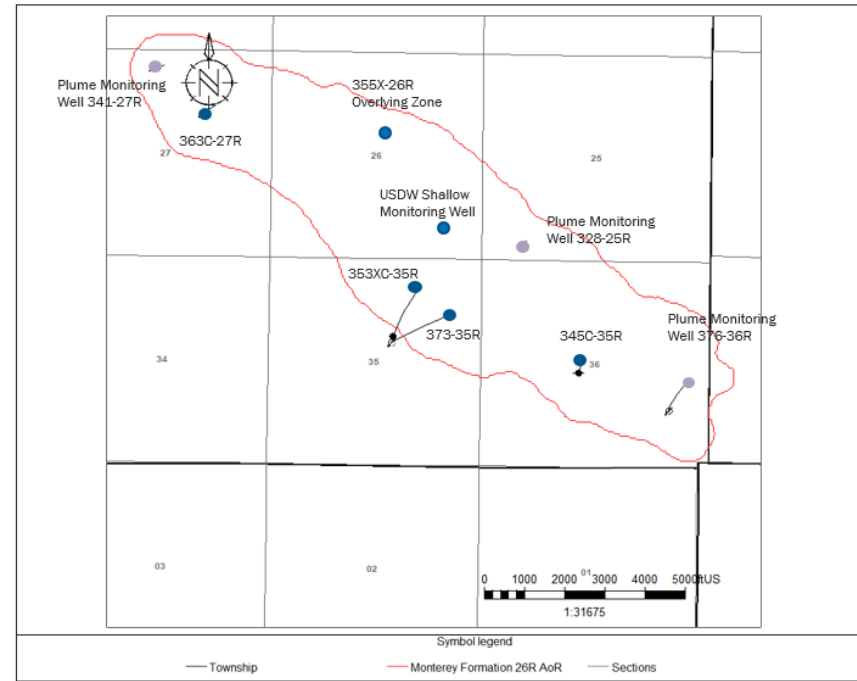 Plume Monitoring
Well 341-27R
N
363C-27R
27
355X-26R
Overlying Zone
26
25
USDW Shallow
Monitoring Well
Plume Monitoring
Well 328-25R
353XC-35R
373-35R
345C-35R
Plume Monitoring
Well 376-36R
34
35
36
03
02
01
0 1000 2000 3000 4000 5000ftUS
1:31675
Symbol legend
Township Monterey Formation 26R AoR Sections